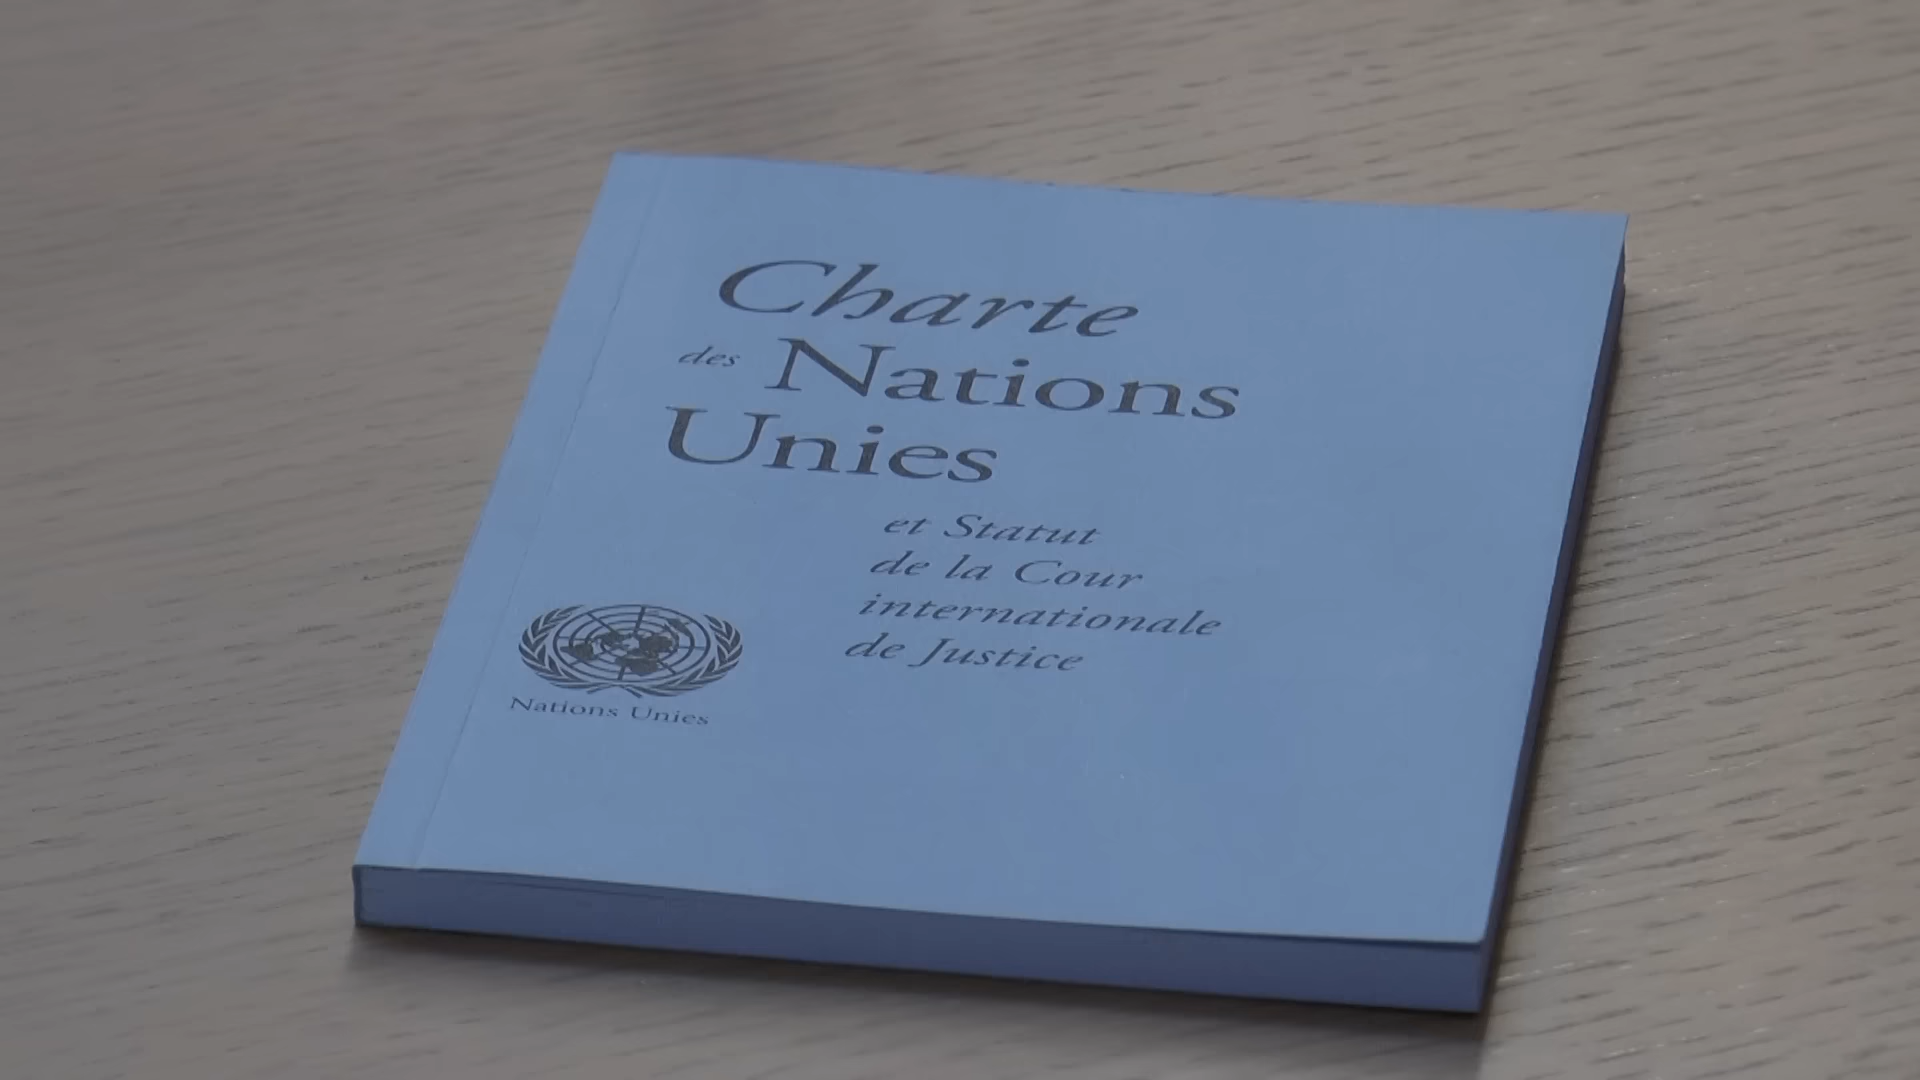 Charte
des Nations
Unies
et Statut
de la Cour
internationale
de Justice
Nations Unies